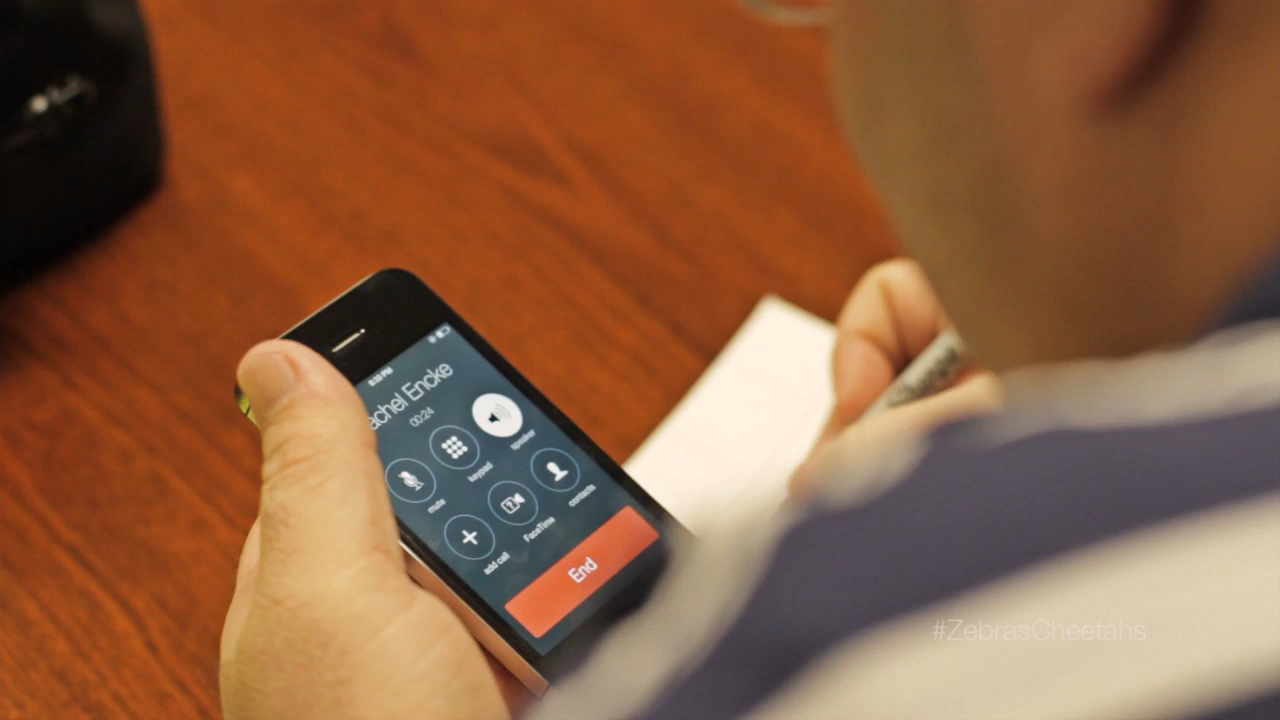 achel Encke
00:24
mute
keypad
speaker
add call
FaceTime
contacts
End
#ZebrasCheetahs